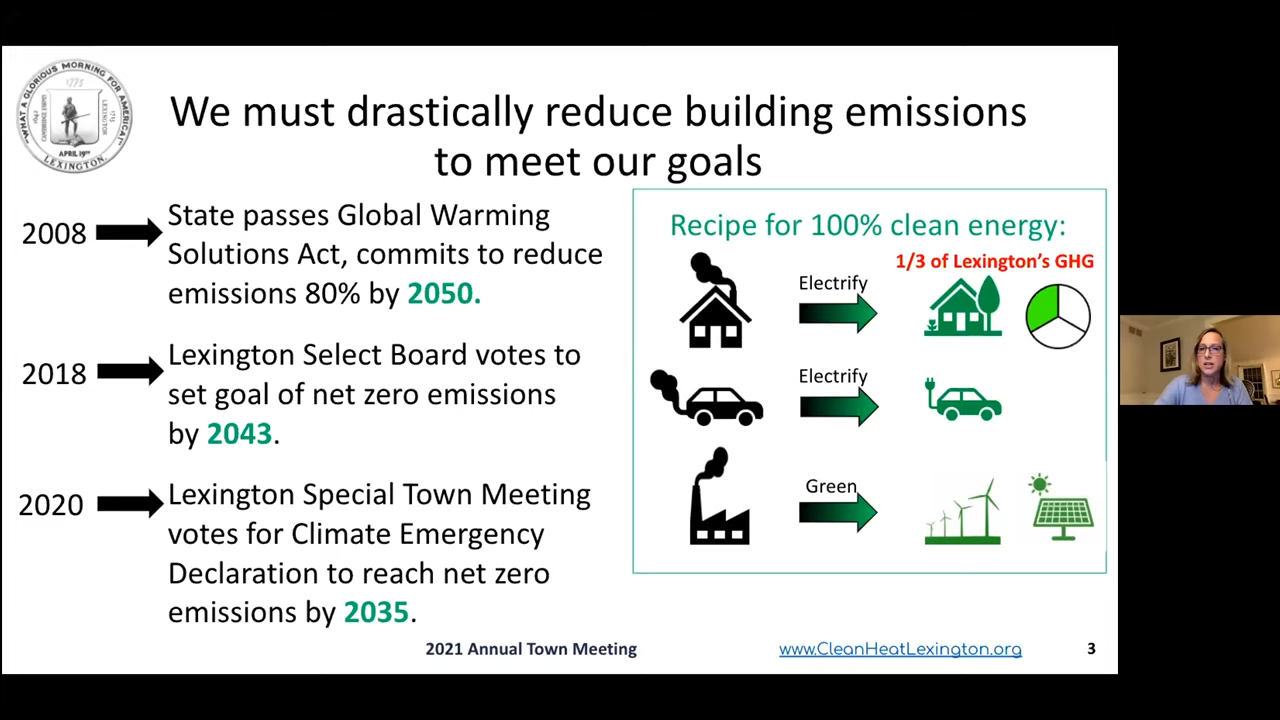 "WHAT A GLORIOUS MORNING FOR AMERICA!"
1775
APRIL 19TH
LEXINGTON.
We must drastically reduce building emissions
to meet our goals
2008
State passes Global Warming
Solutions Act, commits to reduce
emissions 80% by 2050.
2018
Lexington Select Board votes to
set goal of net zero emissions
by 2043.
2020
Lexington Special Town Meeting
votes for Climate Emergency
Declaration to reach net zero
emissions by 2035.
Recipe for 100% clean energy:
1/3 of Lexington's GHG
Electrify
Electrify
Green
2021 Annual Town Meeting
www.CleanHeatLexington.org
3